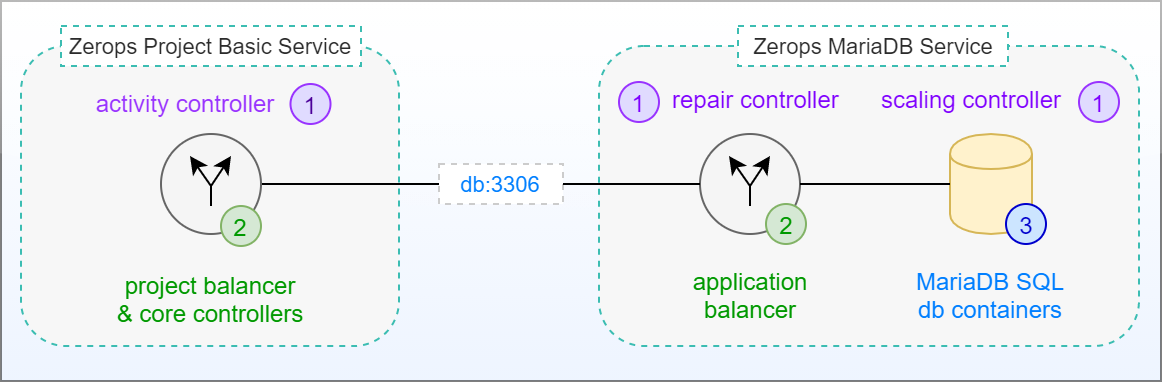 Zerops Project Basic Service
activity controller 1
2
project balancer
& core controllers
db:3306
Zerops MariaDB Service
1 repair controller
scaling controller 1
2
application
balancer
3
MariaDB SQL
db containers